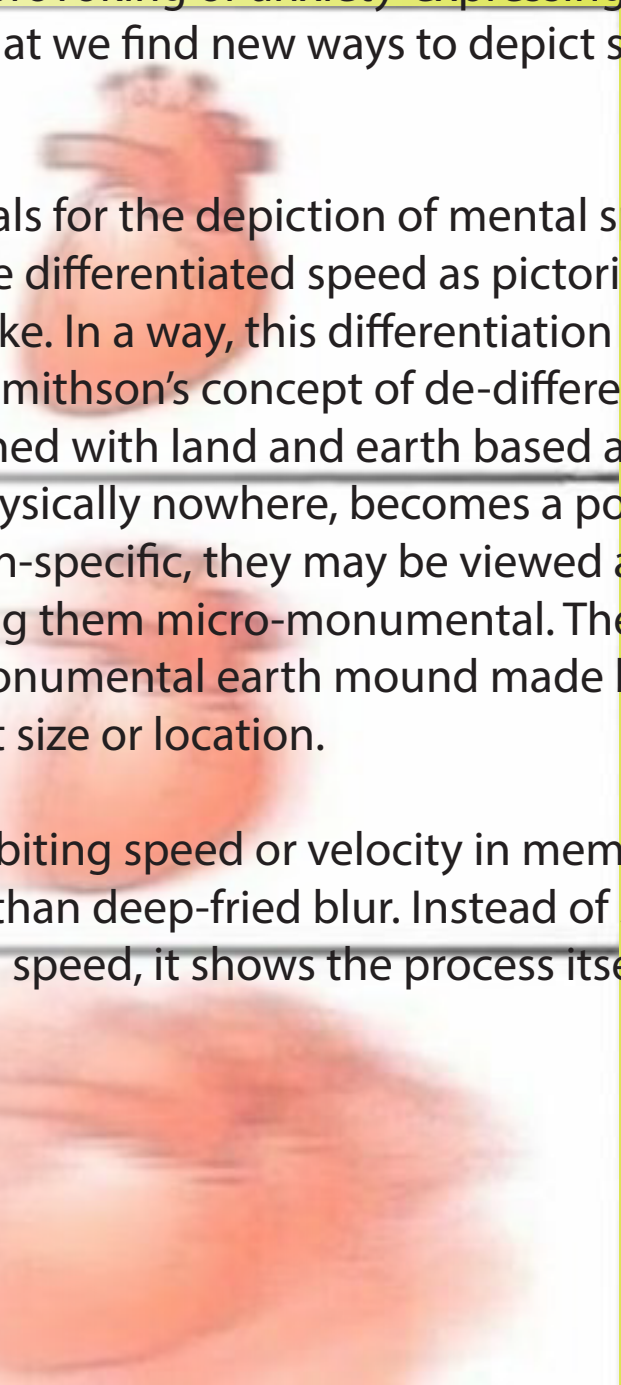 at we find new ways to depict s
als for the depiction of mental s
e differentiated speed as pictori
ke. In a way, this differentiation
mithson’s concept of de-differe
ned with land and earth based a
ysically nowhere, becomes a po
n-specific, they may be viewed a
g them micro-monumental. The
onumental earth mound made b
t size or location.
biting speed or velocity in mem
than deep-fried blur. Instead of
speed, it shows the process itse